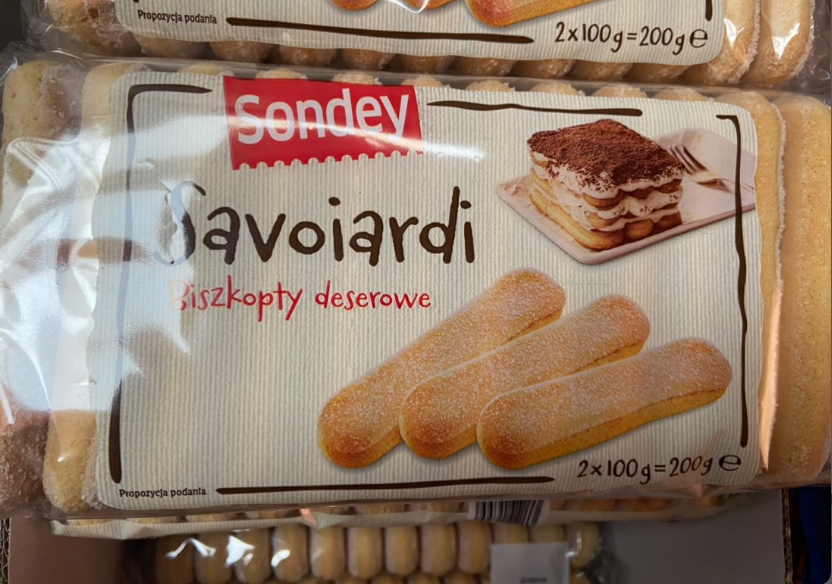 Propozycja podania
2x100g=200g e
Sondey
Savoiardi
Biszkopty deserowe
2x100g=200g e
Propozycja podania